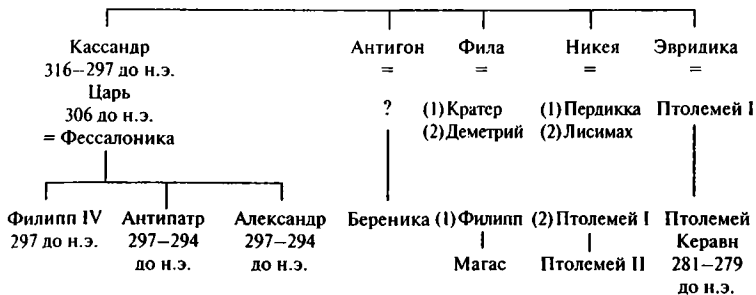 Кассандр Антигон Фила Никея Эвридика
316–297 до н.э. = = = =
Царь
306 до н.э. ? (1) Кратер (1) Пердикка Птолемей I
= Фессалоника (2) Деметрий (2) Лисимах
Филипп IV Антипатр Александр Береника (1) Филипп (2) Птолемей I Птолемей
297 до н.э. 297–294 297–294 Керавн
до н.э. до н.э. Магас Птолемей II 281–279
до н.э.